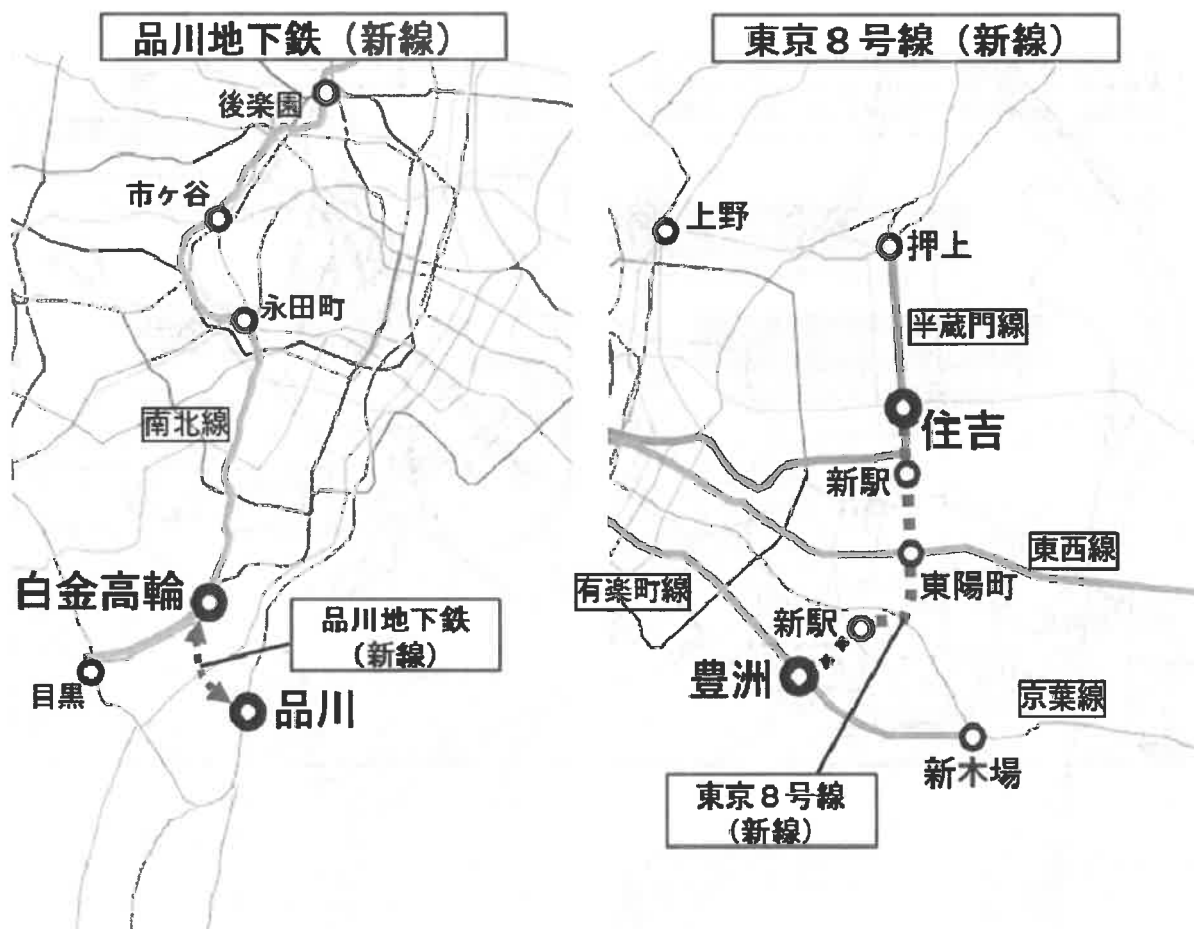 品川地下鉄（新線）
後楽園
市ヶ谷
永田町
南北線
白金高輪
品川地下鉄
（新線）
目黒
品川
東京８号線（新線）
上野
押上
半蔵門線
住吉
新駅
東西線
東陽町
有楽町線
新駅
豊洲
京葉線
新木場
東京８号線
（新線）